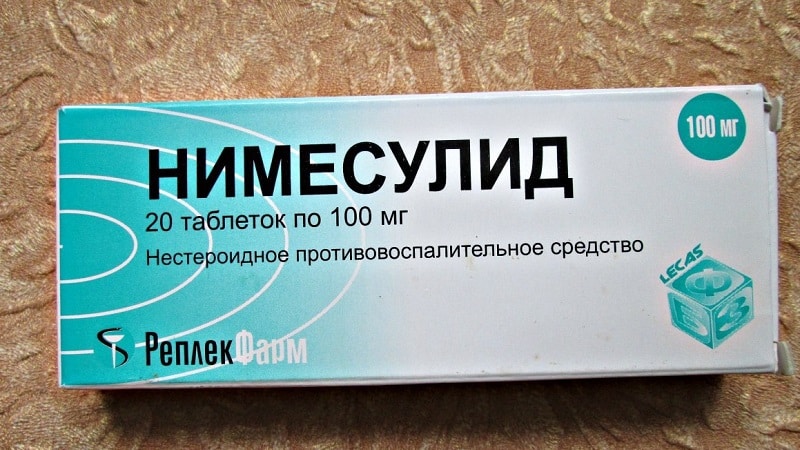 100 мг
НИМЕСУЛИД
20 таблеток по 100 мг
Нестероидное противовоспалительное средство
LECAS
Ф
РеплекФарм